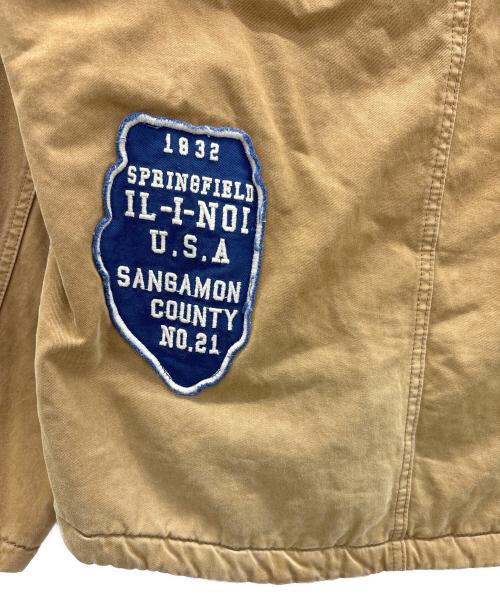 1832
SPRINGFIELD
IL-I-NOI
U.S.A
SANGAMON
COUNTY
NO.21